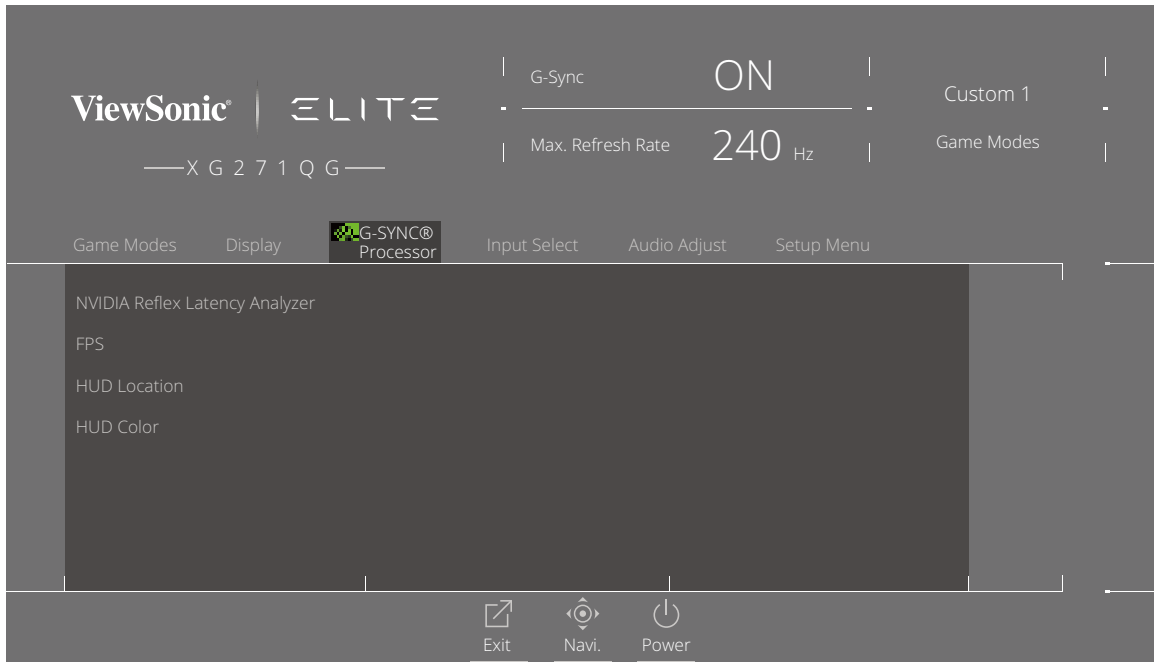 ViewSonic® ELITE
XG271QG
G-Sync ON
Max. Refresh Rate 240 Hz
Custom 1
Game Modes
Game Modes Display G-SYNC® Processor Input Select Audio Adjust Setup Menu
NVIDIA Reflex Latency Analyzer
FPS
HUD Location
HUD Color
Exit Navi. Power